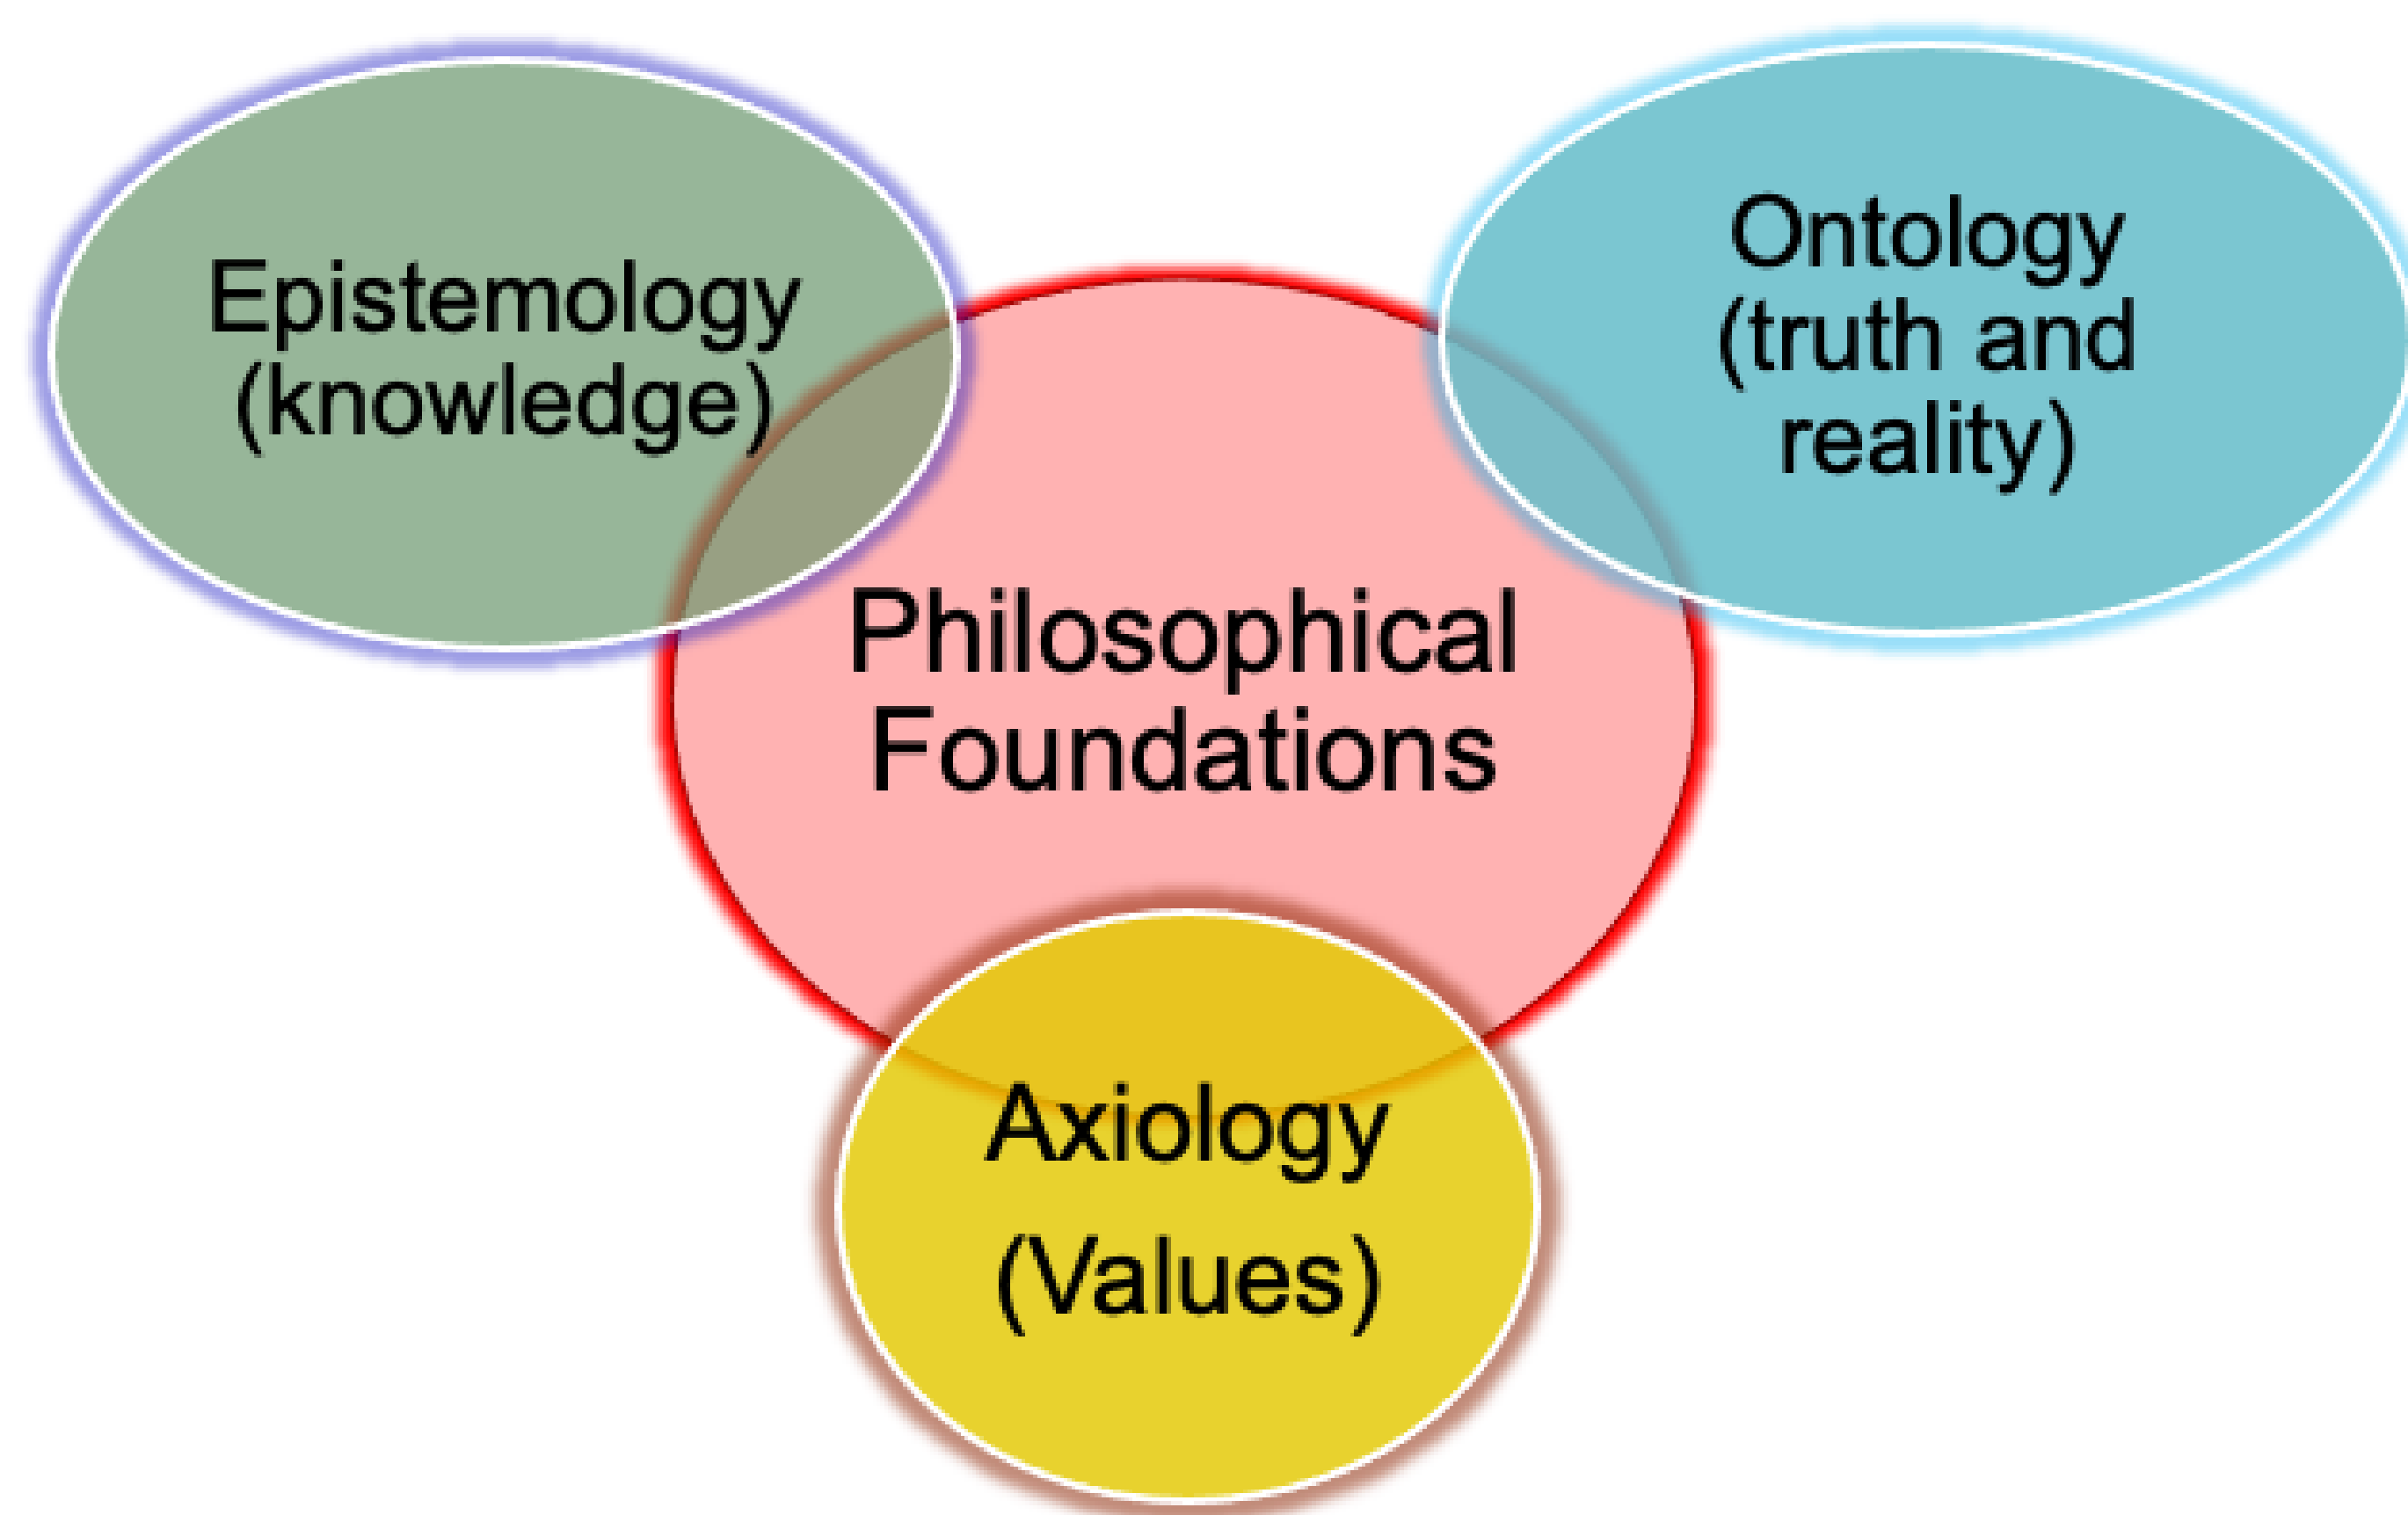 Epistemology
(knowledge)
Ontology
(truth and
reality)
Philosophical
Foundations
Axiology
(Values)